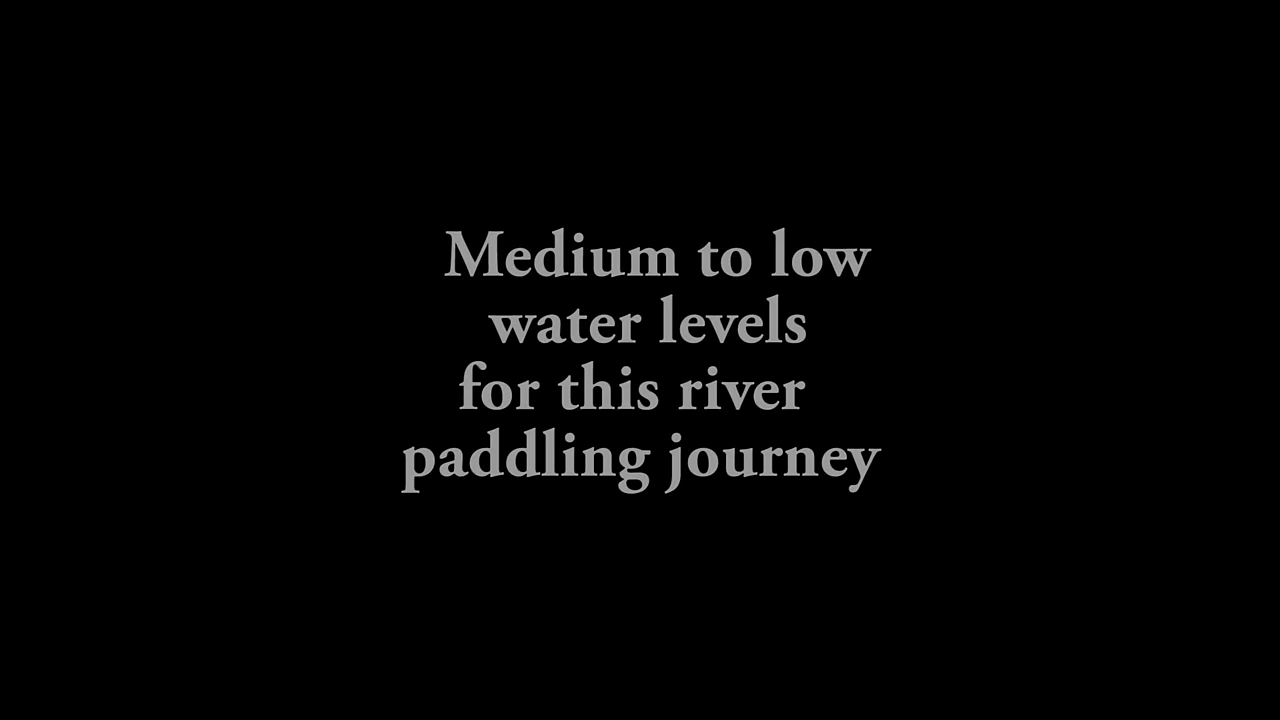 Medium to low
water levels
for this river
paddling journey